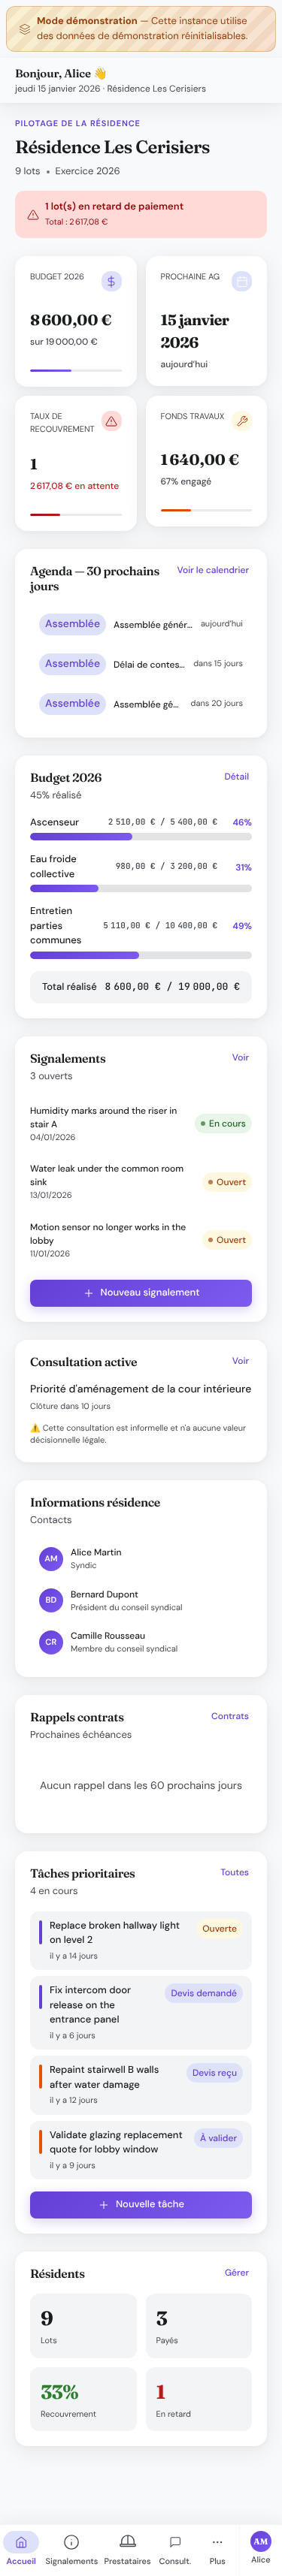 Mode démonstration — Cette instance utilise
des données de démonstration réinitialisables.
Bonjour, Alice 👋
jeudi 15 janvier 2026 · Résidence Les Cerisiers
PILOTAGE DE LA RÉSIDENCE
Résidence Les Cerisiers
9 lots • Exercice 2026
1 lot(s) en retard de paiement
Total : 2 617,08 €
BUDGET 2026
8 600,00 €
sur 19 000,00 €
PROCHAINE AG
15 janvier
2026
aujourd'hui
TAUX DE
RECOUVREMENT
1
2 617,08 € en attente
FONDS TRAVAUX
1 640,00 €
67% engagé
Agenda — 30 prochains
jours
Voir le calendrier
Assemblée Assemblée génér... aujourd'hui
Assemblée Délai de contes... dans 15 jours
Assemblée Assemblée gé... dans 20 jours
Budget 2026
Détail
45% réalisé
Ascenseur 2 510,00 € / 5 400,00 € 46%
Eau froide
collective
980,00 € / 3 200,00 € 31%
Entretien
parties
communes
5 110,00 € / 10 400,00 € 49%
Total réalisé 8 600,00 € / 19 000,00 €
Signalements
Voir
3 ouverts
Humidity marks around the riser in
stair A
04/01/2026
En cours
Water leak under the common room
sink
13/01/2026
Ouvert
Motion sensor no longer works in the
lobby
11/01/2026
Ouvert
Nouveau signalement
Consultation active
Voir
Priorité d'aménagement de la cour intérieure
Clôture dans 10 jours
⚠️ Cette consultation est informelle et n'a aucune valeur
décisionnelle légale.
Informations résidence
Contacts
AM
Alice Martin
Syndic
BD
Bernard Dupont
Président du conseil syndical
CR
Camille Rousseau
Membre du conseil syndical
Rappels contrats
Contrats
Prochaines échéances
Aucun rappel dans les 60 prochains jours
Tâches prioritaires
Toutes
4 en cours
Replace broken hallway light
on level 2
il y a 14 jours
Ouverte
Fix intercom door
release on the
entrance panel
il y a 6 jours
Devis demandé
Repaint stairwell B walls
after water damage
il y a 12 jours
Devis reçu
Validate glazing replacement
quote for lobby window
il y a 9 jours
À valider
Nouvelle tâche
Résidents
Gérer
9
Lots
3
Payés
33%
Recouvrement
1
En retard
Accueil
Signalements
Prestataires
Consult.
Plus
AM
Alice